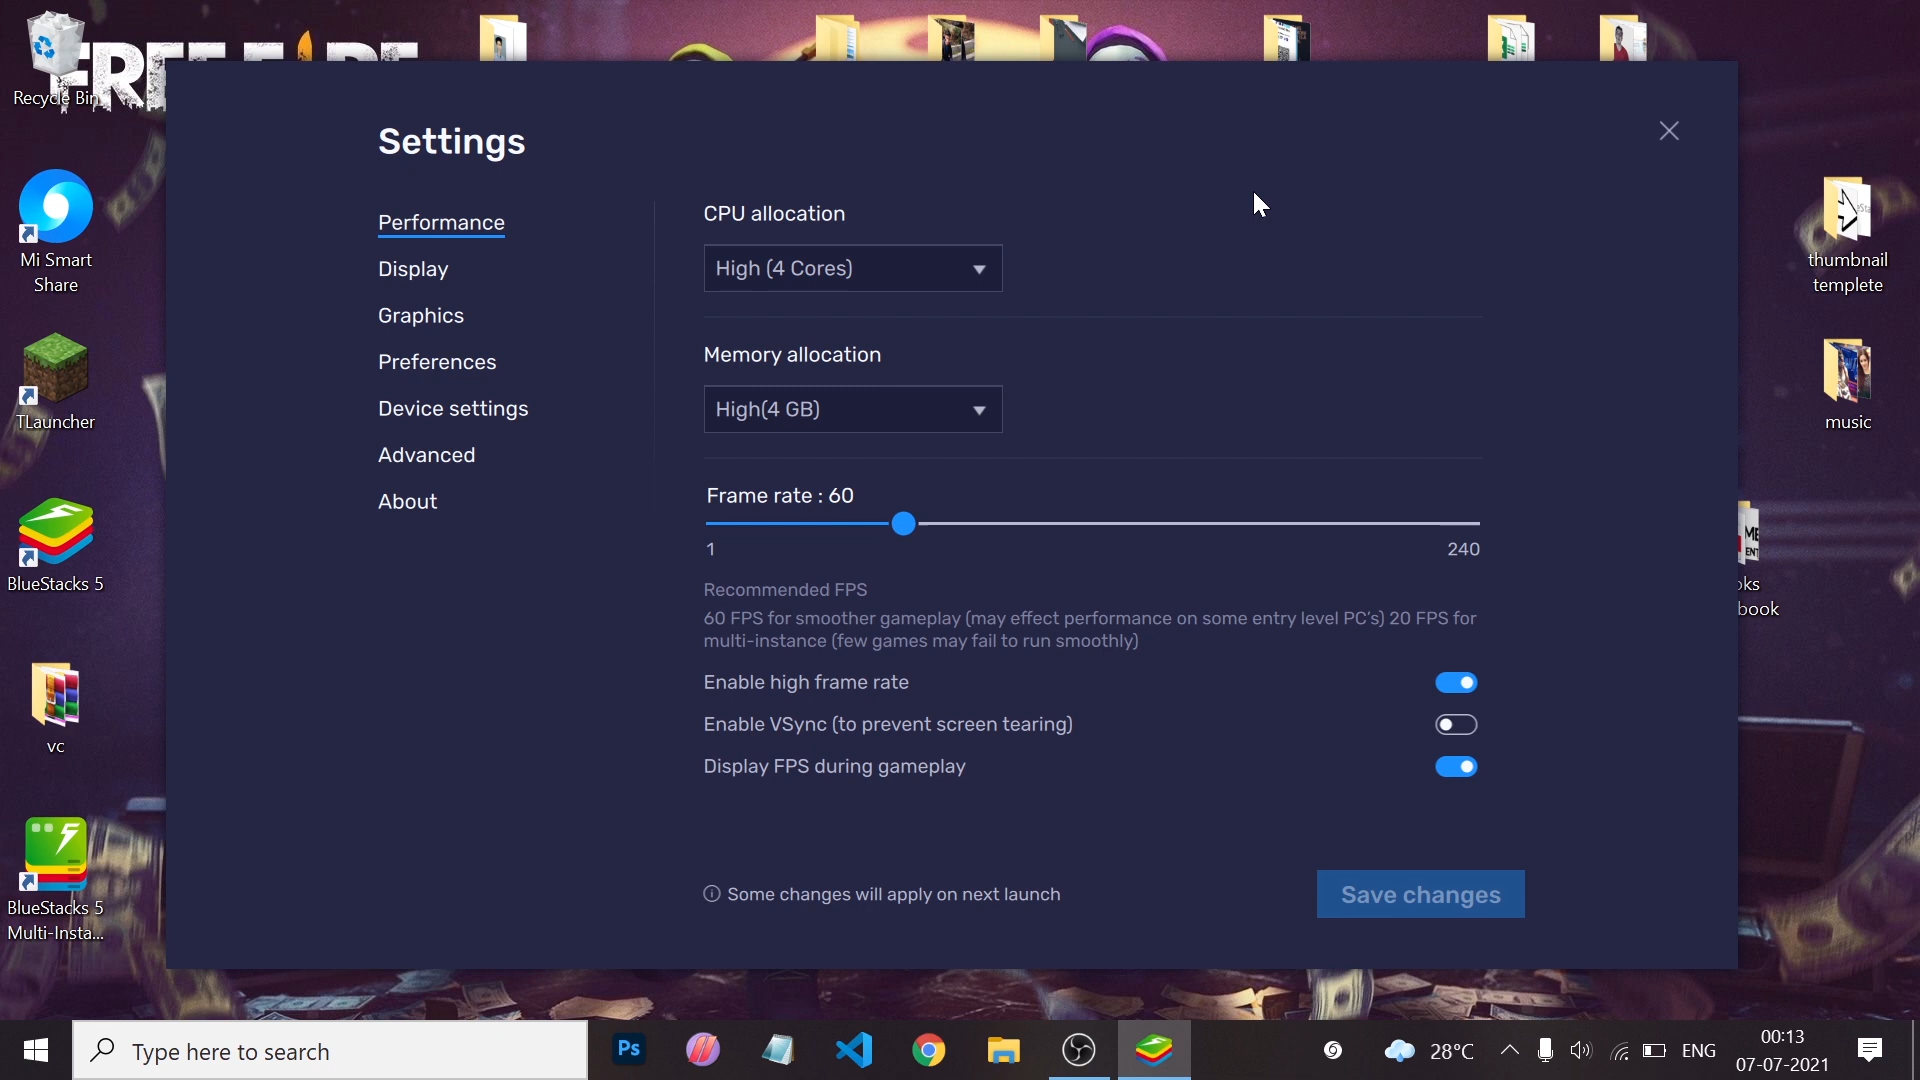 FREE FIRE
Recycle Bin
Mi Smart
Share
TLauncher
BlueStacks 5
vc
BlueStacks 5
Multi-Insta...
Settings
Performance
Display
Graphics
Preferences
Device settings
Advanced
About
CPU allocation
High (4 Cores)
Memory allocation
High(4 GB)
Frame rate : 60
1
240
Recommended FPS
60 FPS for smoother gameplay (may effect performance on some entry level PC's) 20 FPS for
multi-instance (few games may fail to run smoothly)
Enable high frame rate
Enable VSync (to prevent screen tearing)
Display FPS during gameplay
Some changes will apply on next launch
Save changes
thumbnail
templete
music
oks
book
Type here to search
Ps
28°C
ENG
00:13
07-07-2021